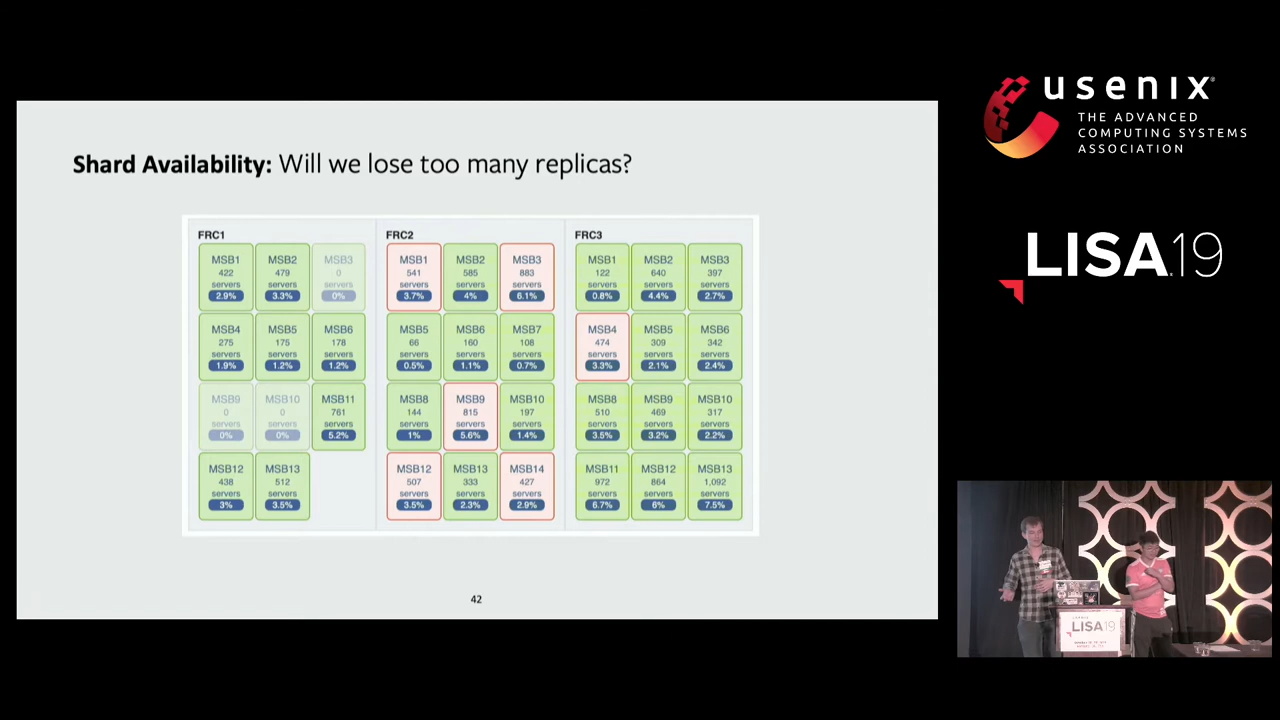 Shard Availability: Will we lose too many replicas?
FRC1
MSB1
422
servers
2.9%
MSB2
479
servers
3.3%
MSB3
0
servers
0%
MSB4
275
servers
1.9%
MSB5
175
servers
1.2%
MSB6
178
servers
1.2%
MSB9
0
servers
0%
MSB10
0
servers
0%
MSB11
761
servers
5.2%
MSB12
438
servers
3%
MSB13
512
servers
3.5%
FRC2
MSB1
541
servers
3.7%
MSB2
585
servers
4%
MSB3
883
servers
6.1%
MSB5
66
servers
0.5%
MSB6
160
servers
1.1%
MSB7
108
servers
0.7%
MSB8
144
servers
1%
MSB9
815
servers
5.6%
MSB10
197
servers
1.4%
MSB12
507
servers
3.5%
MSB13
333
servers
2.3%
MSB14
427
servers
2.9%
FRC3
MSB1
122
servers
0.8%
MSB2
640
servers
4.4%
MSB3
397
servers
2.7%
MSB4
474
servers
3.3%
MSB5
309
servers
2.1%
MSB6
342
servers
2.4%
MSB8
510
servers
3.5%
MSB9
469
servers
3.2%
MSB10
317
servers
2.2%
MSB11
972
servers
6.7%
MSB12
864
servers
6%
MSB13
1,092
servers
7.5%
42
usenix
THE ADVANCED
COMPUTING SYSTEMS
ASSOCIATION
LISA.19
LISA19